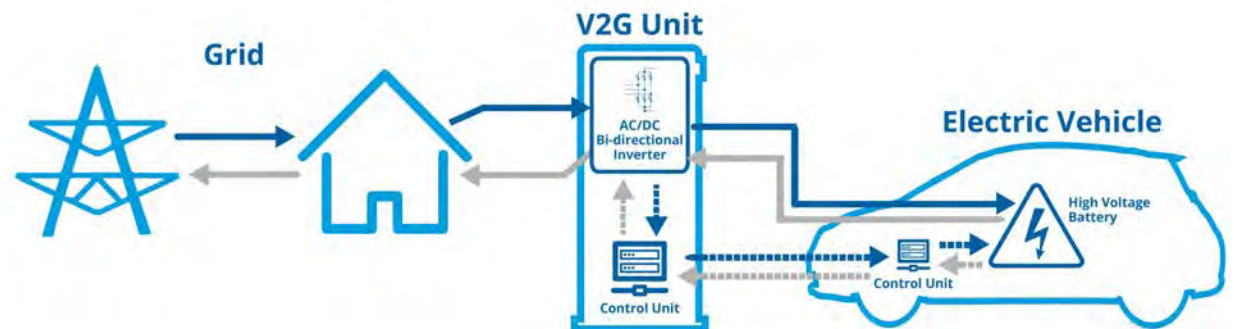 V2G Unit
Grid
AC/DC
Bi-directional
Inverter
Electric Vehicle
High Voltage
Battery
Control Unit
Control Unit